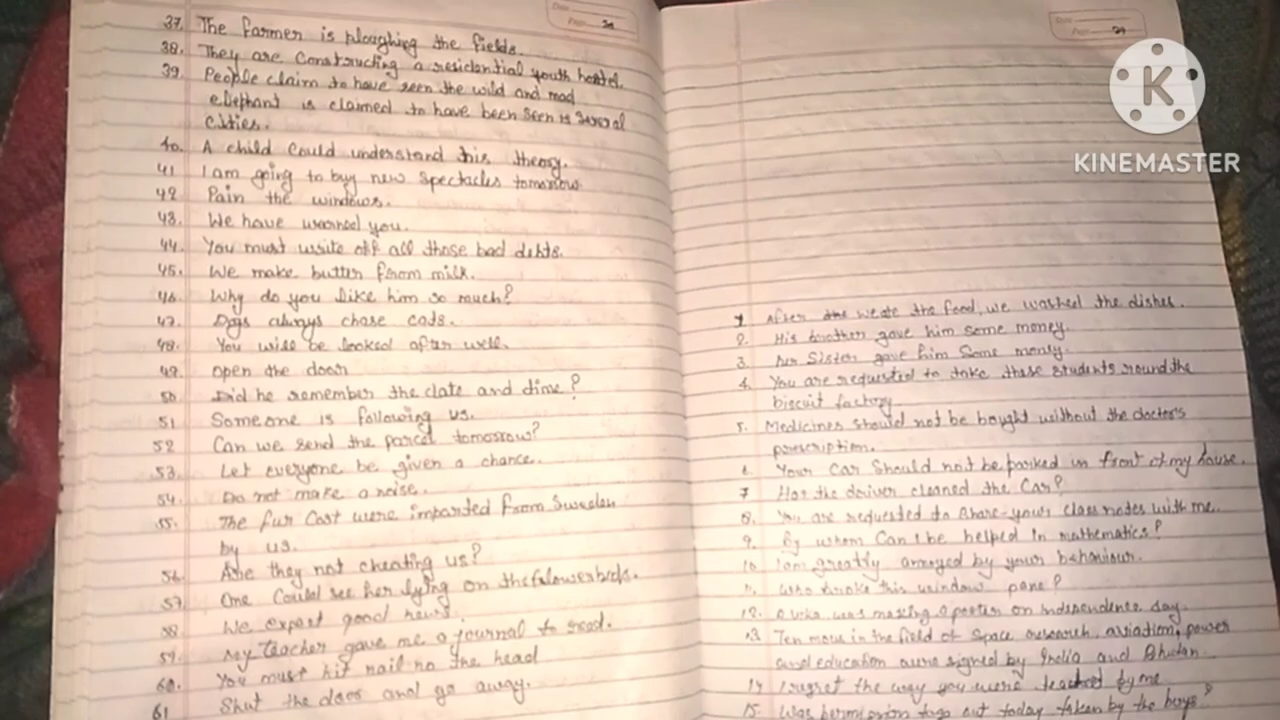 Date
Page 28
37. The farmer is ploughing the fields.
38. They are constructing a residential youth hostel.
39. People claim to have seen the wild and mad
elephant is claimed to have been seen is several
cities.
40. A child could understand this theory.
41 I am going to buy new spectacles tomorrow
42 Pain the windows.
43. We have warned you.
44. You must write off all those bad debts.
45. We make butter from milk.
46. Why do you like him so much?
47. Dogs always chase cats.
48. You will be looked after well.
49. Open the door
50 Did he remember the date and time?
51 Someone is following us.
52 Can we send the parcel tomorrow?
53. Let everyone be given a chance.
54. Do not make a noise.
55. The fur Cost were imparted from Sweden
by us.
56. Are they not cheating us?
57. One Could see her lying on the flower beds.
58. We expect good news.
59. My teacher gave me a journal to read.
60. You must hit nail no the head
61 Shut the door and go away.
Date
Page 29
K
KINEMASTER
1. After we ate the food, we washed the dishes.
2. His brother gave him some money.
3. her Sister gave him Some money.
4. You are requested to take these students round the
biscuit factory
5. Medicines should not be bought without the doctor's
prescription.
6. Your Car Should not be parked in front of my house.
7 Has the driver cleaned the Car?
8. You are requested to share your class notes with me.
9. By whom Can I be helped in mathematics?
10 I am greatly annoyed by your behaviour.
11. who broke this window pane?
12. was making a poster on independence day.
13 Ten in the field of space research, aviation, power
and education were signed by India and Bhutan
14 I regret the way you were by me
15. Was permission to go out today taken by the boys?